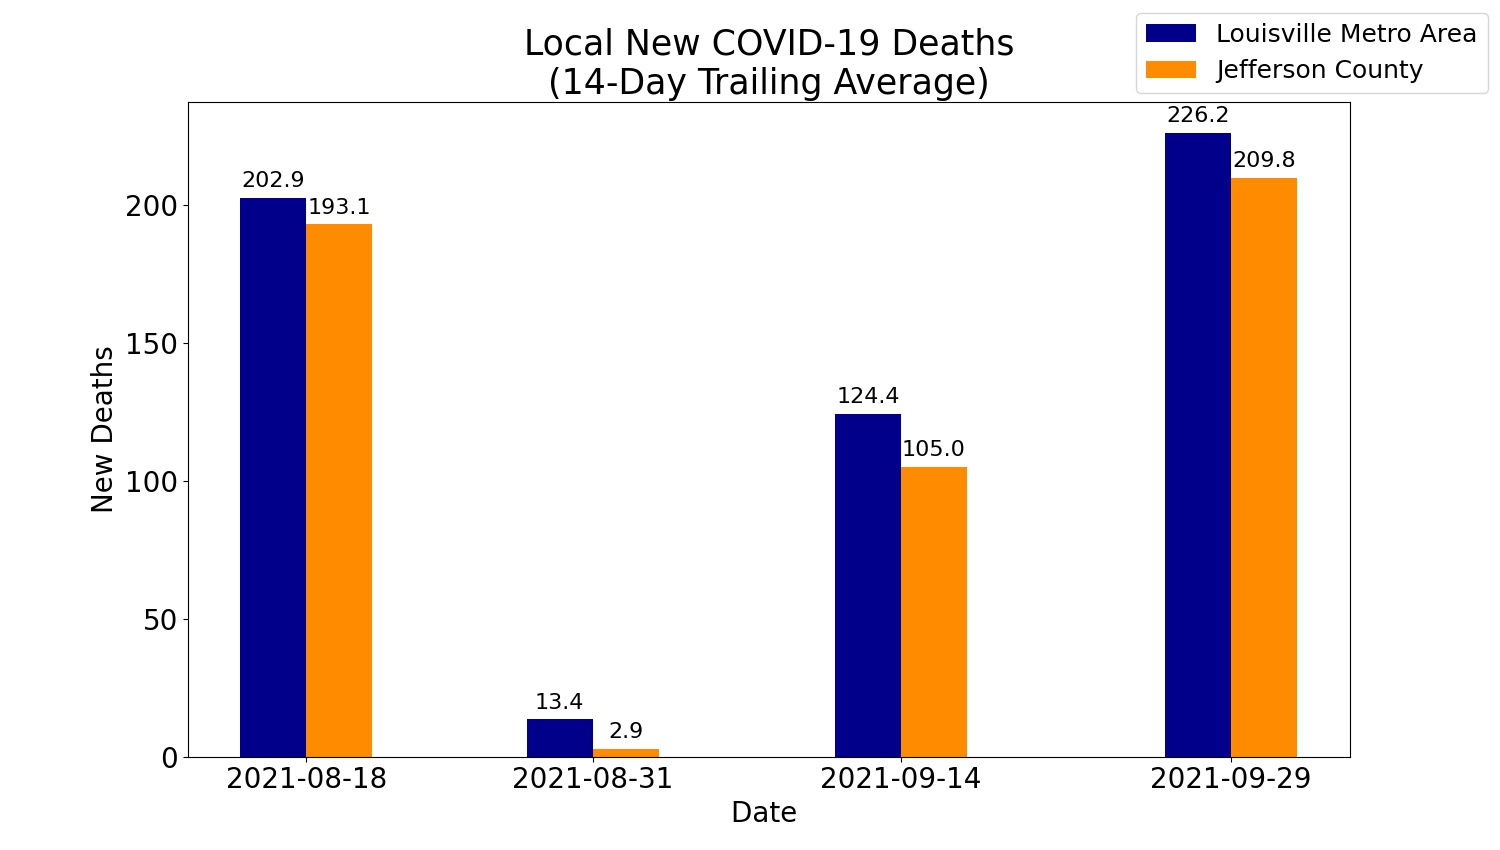 Local New COVID-19 Deaths
(14-Day Trailing Average)
Louisville Metro Area
Jefferson County
New Deaths
200
150
100
50
0
202.9
193.1
13.4
2.9
124.4
105.0
226.2
209.8
2021-08-18
2021-08-31
2021-09-14
2021-09-29
Date